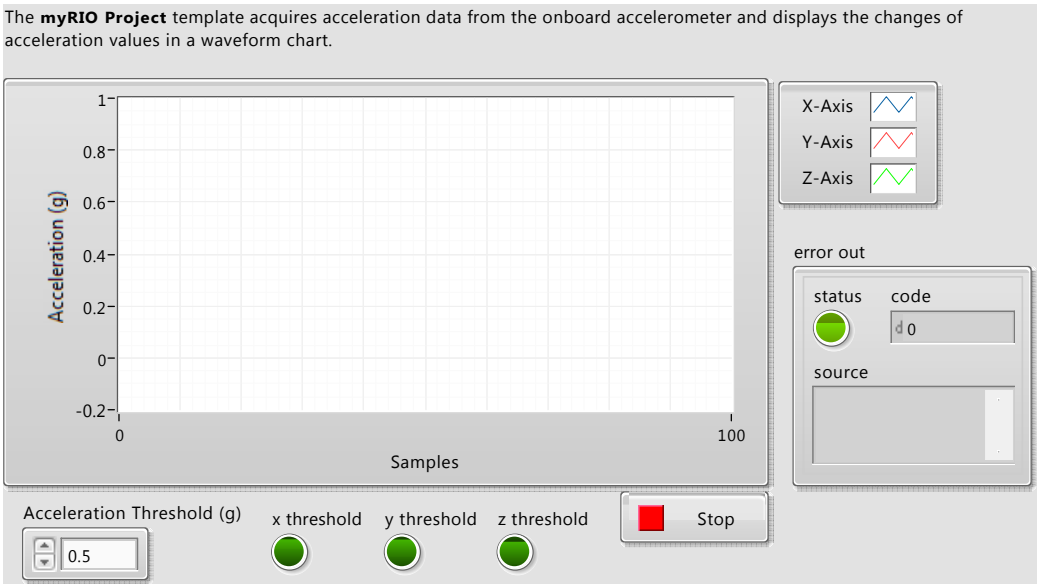 The myRIO Project template acquires acceleration data from the onboard accelerometer and displays the changes of
acceleration values in a waveform chart.
1
0.8
0.6
0.4
0.2
0
-0.2
Acceleration (g)
0
100
Samples
X-Axis
Y-Axis
Z-Axis
error out
status
code
d 0
source
Acceleration Threshold (g)
0.5
x threshold
y threshold
z threshold
Stop